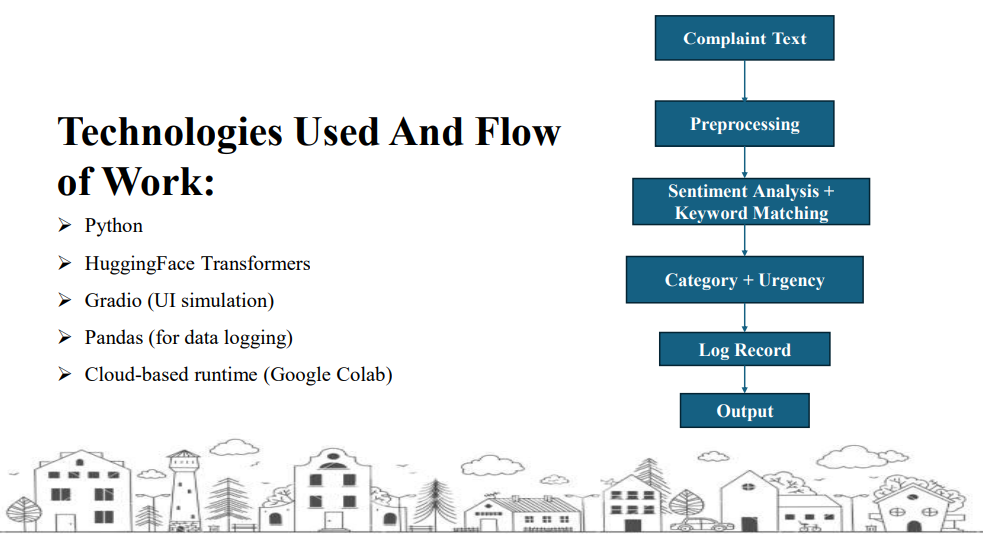 Technologies Used And Flow
of Work:
➢ Python
➢ HuggingFace Transformers
➢ Gradio (UI simulation)
➢ Pandas (for data logging)
➢ Cloud-based runtime (Google Colab)
Complaint Text
Preprocessing
Sentiment Analysis +
Keyword Matching
Category + Urgency
Log Record
Output